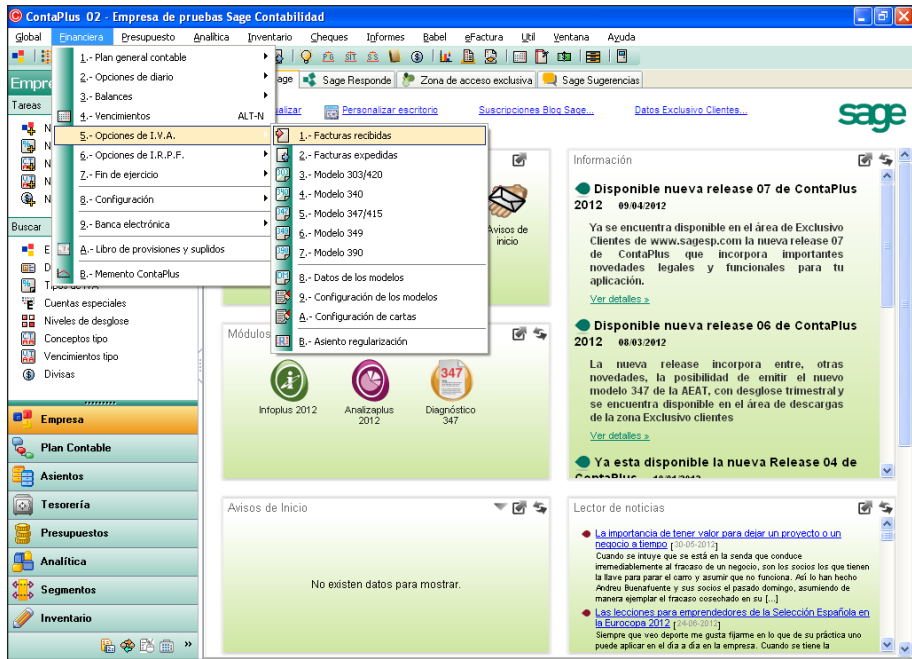 ContaPlus 02 - Empresa de pruebas Sage Contabilidad
Global Financiera Presupuesto Analítica Inventario Cheques Informes Babel eFactura Util Ventana Ayuda
1.- Plan general contable
2.- Opciones de diario
3.- Balances
4.- Vencimientos ALT-N
5.- Opciones de I.V.A.
6.- Opciones de I.R.P.F.
7.- Fin de ejercicio
8.- Configuración
9.- Banca electrónica
A.- Libro de provisiones y suplidos
B.- Memento ContaPlus
1.- Facturas recibidas
2.- Facturas expedidas
3.- Modelo 303/420
4.- Modelo 340
5.- Modelo 347/415
6.- Modelo 349
7.- Modelo 390
8.- Datos de los modelos
9.- Configuración de los modelos
A.- Configuración de cartas
B.- Asiento regularización
Sage Responde Zona de acceso exclusiva Sage Sugerencias
Personalizar escritorio Suscripciones Blog Sage... Datos Exclusivo Clientes...
sage
Empre
Tareas
N
N
N
N
N
Buscar
E
D
Tipos de IVA
Cuentas especiales
Niveles de desglose
Conceptos tipo
Vencimientos tipo
Divisas
Empresa
Plan Contable
Asientos
Tesorería
Presupuestos
Analítica
Segmentos
Inventario
Avisos de
inicio
Módulos
Infoplus 2012
Analizaplus
2012
347
Diagnóstico
347
Avisos de Inicio
No existen datos para mostrar.
Información
Disponible nueva release 07 de ContaPlus
2012 09/04/2012
Ya se encuentra disponible en el área de Exclusivo
Clientes de www.sagesp.com la nueva release 07
de ContaPlus que incorpora importantes
novedades legales y funcionales para tu
aplicación.
Ver detalles »
Disponible nueva release 06 de ContaPlus
2012 08/03/2012
La nueva release incorpora entre, otras
novedades, la posibilidad de emitir el nuevo
modelo 347 de la AEAT, con desglose trimestral y
se encuentra disponible en el área de descargas
de la zona Exclusivo clientes
Ver detalles »
Ya esta disponible la nueva Release 04 de
Lector de noticias
La importancia de tener valor para dejar un proyecto o un
negocio a tiempo [30-05-2012]
Cuando se intuye que se está en la senda que conduce
irremediablemente al fracaso de un negocio, son los socios los que tienen
la llave para parar el carro y asumir que no funciona. Así lo han hecho
Andreu Buenafuente y sus socios el pasado domingo, asumiendo de
manera ejemplar el fracaso cosechado en su [...]
Las lecciones para emprendedores de la Selección Española en
la Eurocopa 2012 [24-06-2012]
Siempre que veo deporte me gusta fijarme en lo que de su práctica uno
puede aplicar en el día a día en la empresa. Cuando se tiene la